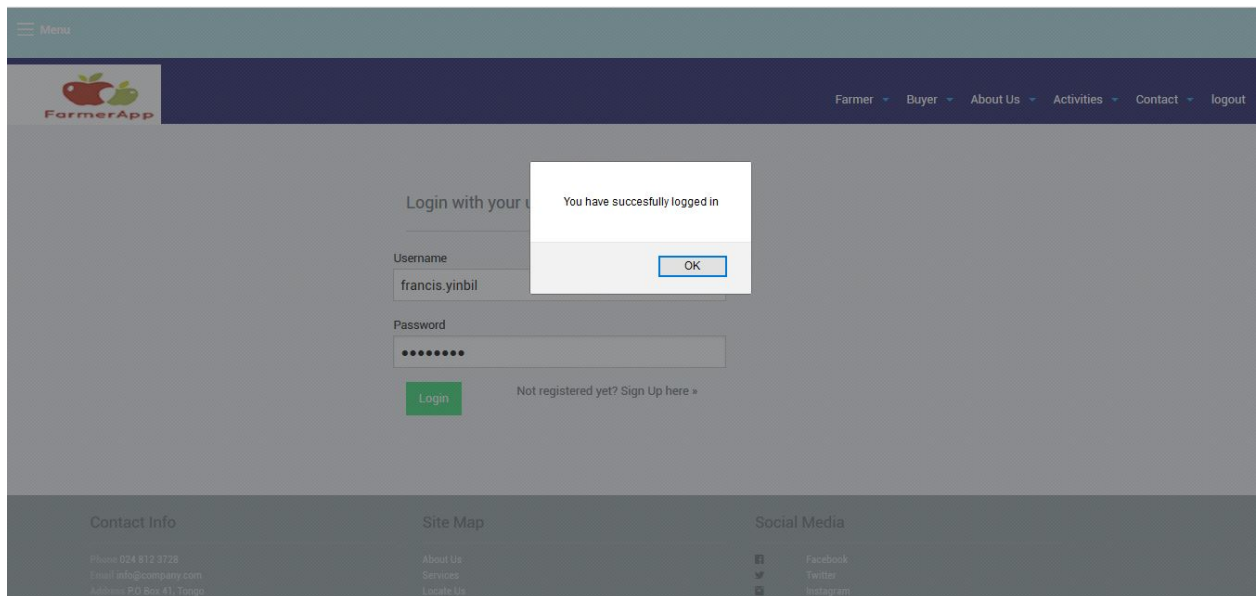 Menu
FarmerApp
Farmer Buyer About Us Activities Contact logout
Login with your u
You have succesfully logged in
OK
Username
francis.yinbil
Password
Login
Not registered yet? Sign Up here »
Contact Info
Phone 024 612 3728
Email info@company.com
Address P.O Box 41, Tongo
Site Map
About Us
Services
Locate Us
Social Media
Facebook
Twitter
Instagram